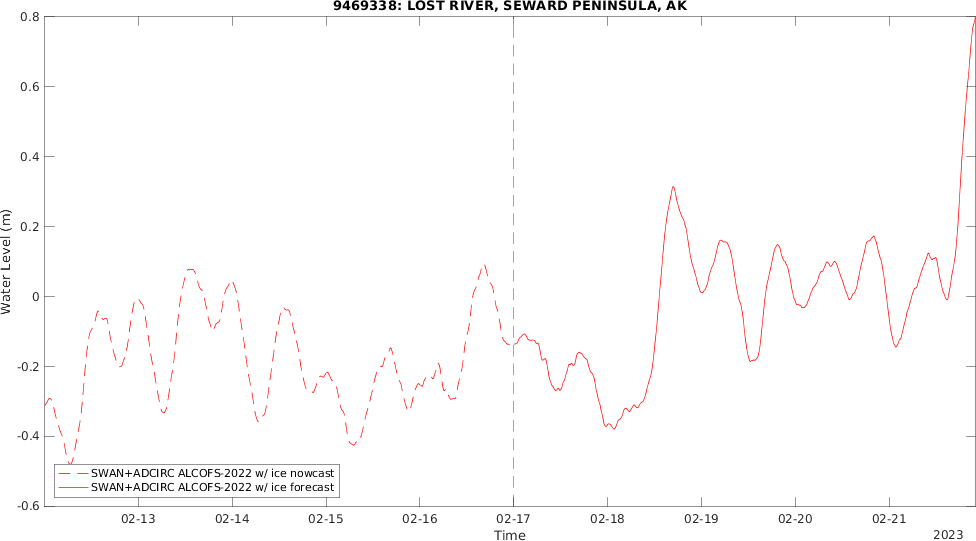 9469338: LOST RIVER, SEWARD PENINSULA, AK
0.8
0.6
0.4
0.2
0
-0.2
-0.4
-0.6
Water Level (m)
SWAN+ADCIRC ALCOFS-2022 w/ ice nowcast
SWAN+ADCIRC ALCOFS-2022 w/ ice forecast
02-13 02-14 02-15 02-16 02-17 02-18 02-19 02-20 02-21
Time
2023